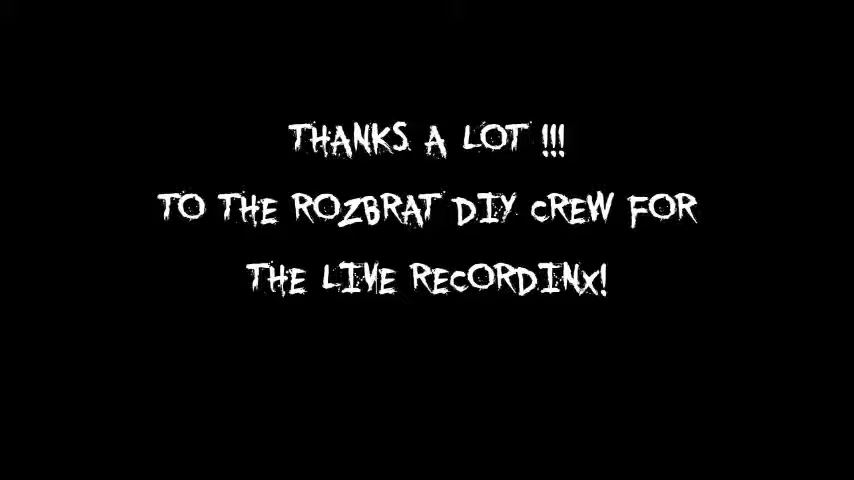 THANKS A LOT !!!
TO THE ROZBRAT DIY CREW FOR
THE LIVE RECORDINX!